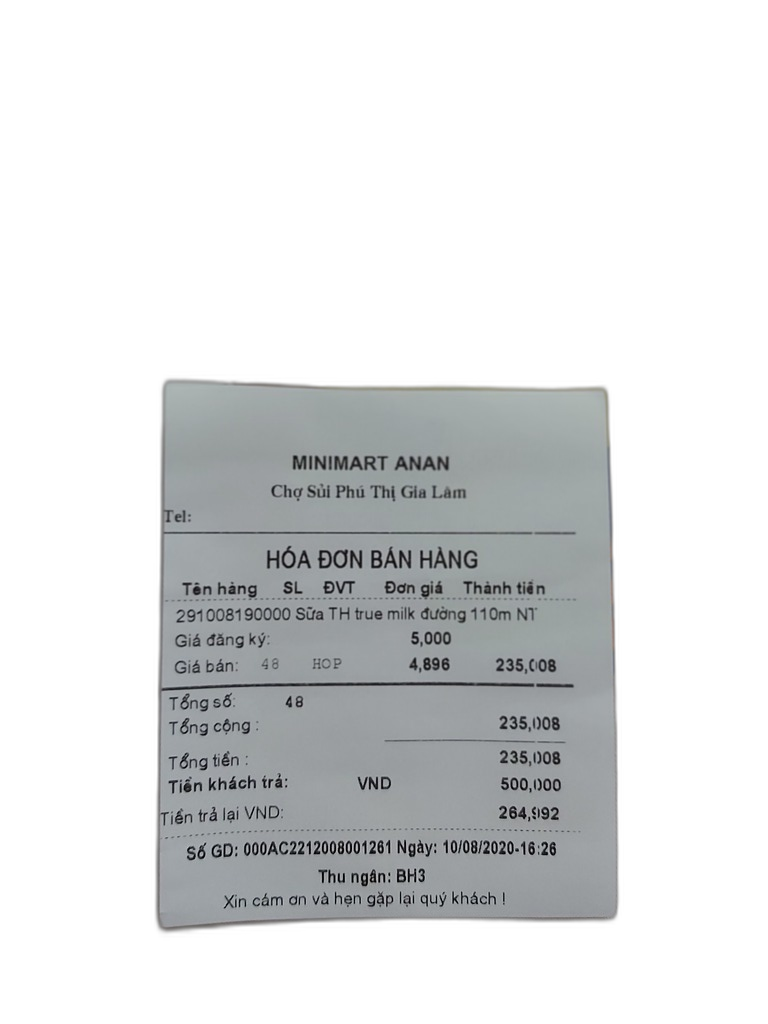 MINIMART ANAN
Chợ Sủi Phú Thị Gia Lâm
Tel:
HÓA ĐƠN BÁN HÀNG
Tên hàng SL ĐVT Đơn giá Thành tiền
291008190000 Sữa TH true milk đường 110m NT
Giá đăng ký: 5,000
Giá bán: 48 HOP 4,896 235,008
Tổng số: 48
Tổng cộng : 235,008
Tổng tiền : 235,008
Tiền khách trả: VND 500,000
Tiền trả lại VND: 264,992
Số GD: 000AC2212008001261 Ngày: 10/08/2020-16:26
Thu ngân: BH3
Xin cám ơn và hẹn gặp lại quý khách !